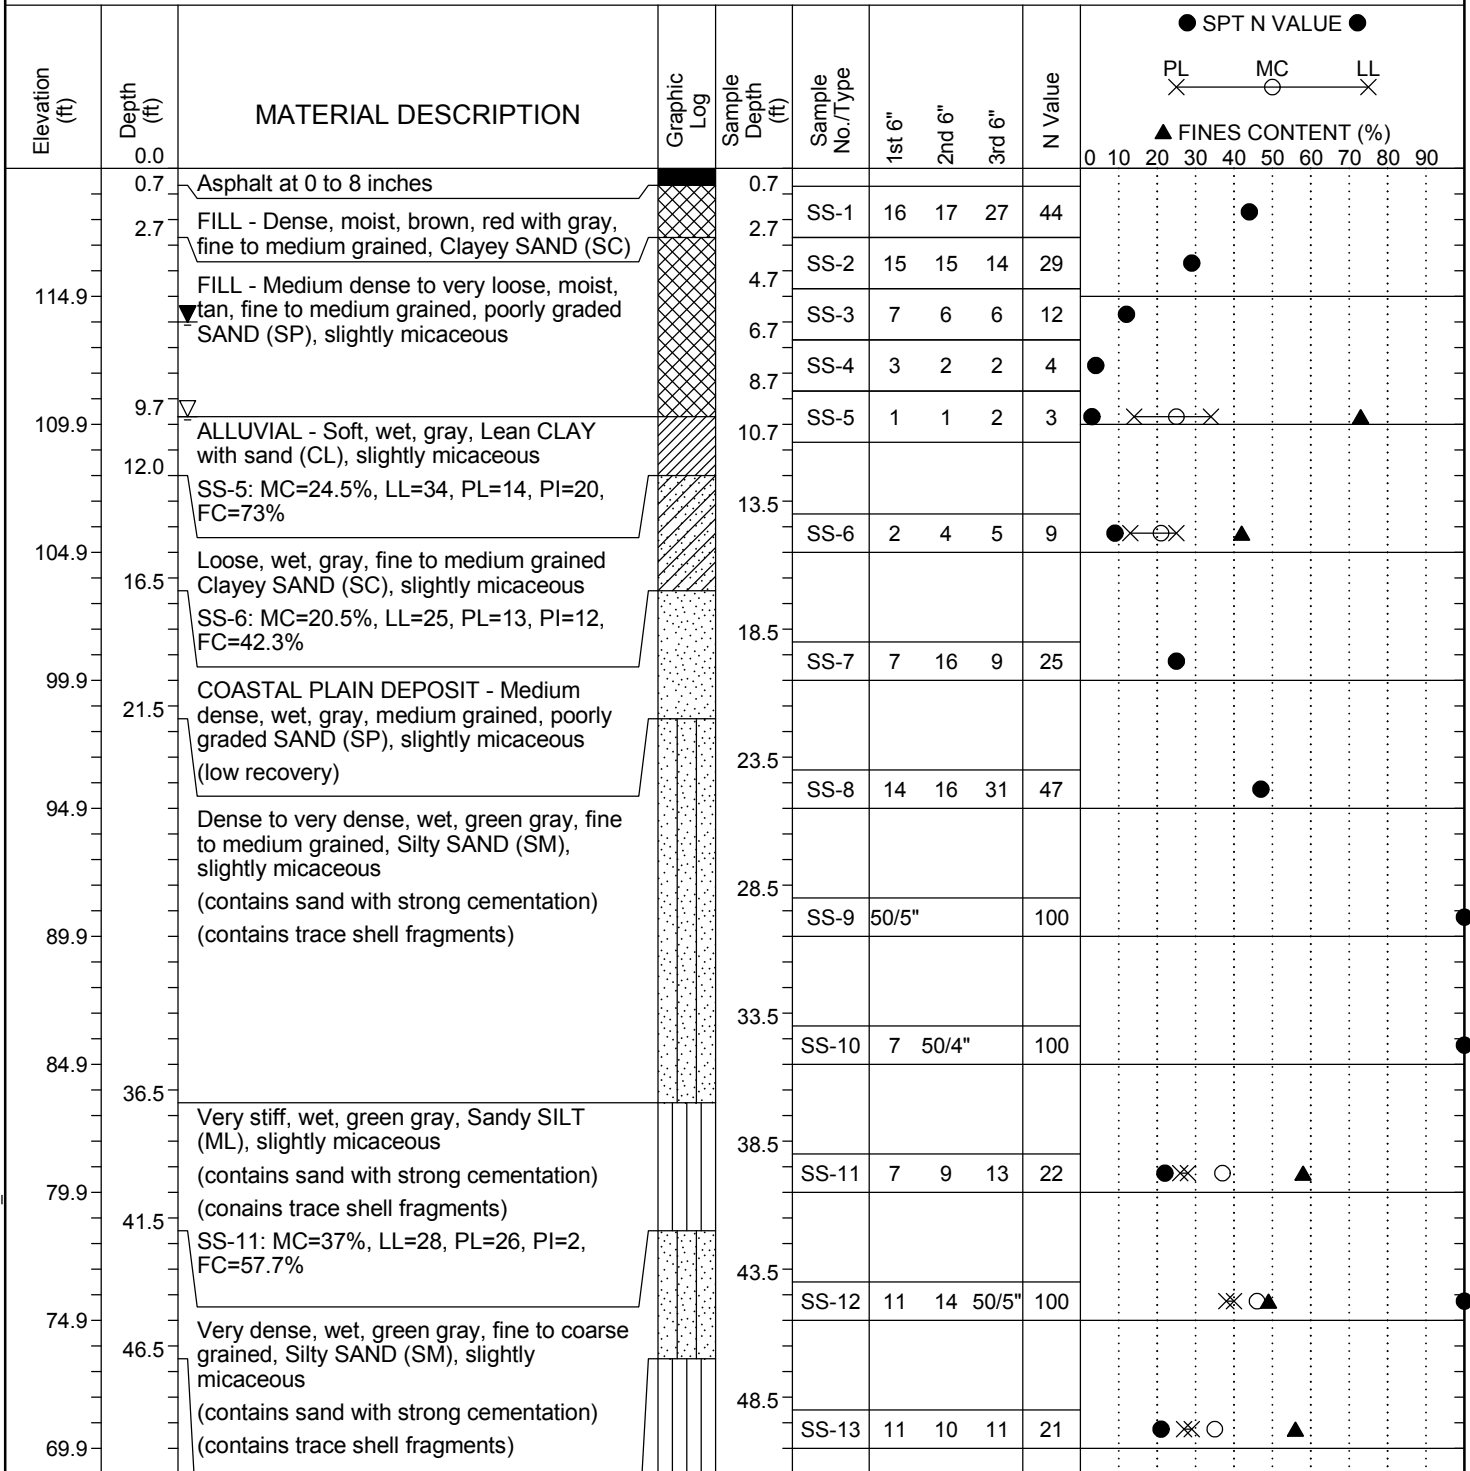 ● SPT N VALUE ●
PL MC LL
▲ FINES CONTENT (%)
0 10 20 30 40 50 60 70 80 90
Elevation (ft)
Depth (ft)
0.0
MATERIAL DESCRIPTION
Graphic Log
Sample Depth (ft)
Sample No./Type
1st 6"
2nd 6"
3rd 6"
N Value
0.7 Asphalt at 0 to 8 inches 0.7
FILL - Dense, moist, brown, red with gray,
SS-1 16 17 27 44
2.7 fine to medium grained, Clayey SAND (SC) 2.7
SS-2 15 15 14 29
FILL - Medium dense to very loose, moist, 4.7
114.9 tan, fine to medium grained, poorly graded
SS-3 7 6 6 12
SAND (SP), slightly micaceous 6.7
SS-4 3 2 2 4
8.7
9.7
SS-5 1 1 2 3
109.9 ALLUVIAL - Soft, wet, gray, Lean CLAY 10.7
with sand (CL), slightly micaceous
12.0
SS-5: MC=24.5%, LL=34, PL=14, PI=20,
FC=73%
13.5
SS-6 2 4 5 9
104.9 Loose, wet, gray, fine to medium grained
16.5 Clayey SAND (SC), slightly micaceous
SS-6: MC=20.5%, LL=25, PL=13, PI=12,
FC=42.3%
18.5
SS-7 7 16 9 25
99.9 COASTAL PLAIN DEPOSIT - Medium
21.5 dense, wet, gray, medium grained, poorly
graded SAND (SP), slightly micaceous
(low recovery)
23.5
SS-8 14 16 31 47
94.9 Dense to very dense, wet, green gray, fine
to medium grained, Silty SAND (SM),
slightly micaceous
(contains sand with strong cementation)
28.5
SS-9 50/5" 100
89.9 (contains trace shell fragments)
33.5
SS-10 7 50/4" 100
84.9
36.5
Very stiff, wet, green gray, Sandy SILT
(ML), slightly micaceous
38.5
(contains sand with strong cementation)
SS-11 7 9 13 22
79.9 (conains trace shell fragments)
41.5
SS-11: MC=37%, LL=28, PL=26, PI=2,
FC=57.7%
43.5
SS-12 11 14 50/5" 100
74.9 Very dense, wet, green gray, fine to coarse
46.5 grained, Silty SAND (SM), slightly
micaceous
48.5
(contains sand with strong cementation)
SS-13 11 10 11 21
69.9 (contains trace shell fragments)